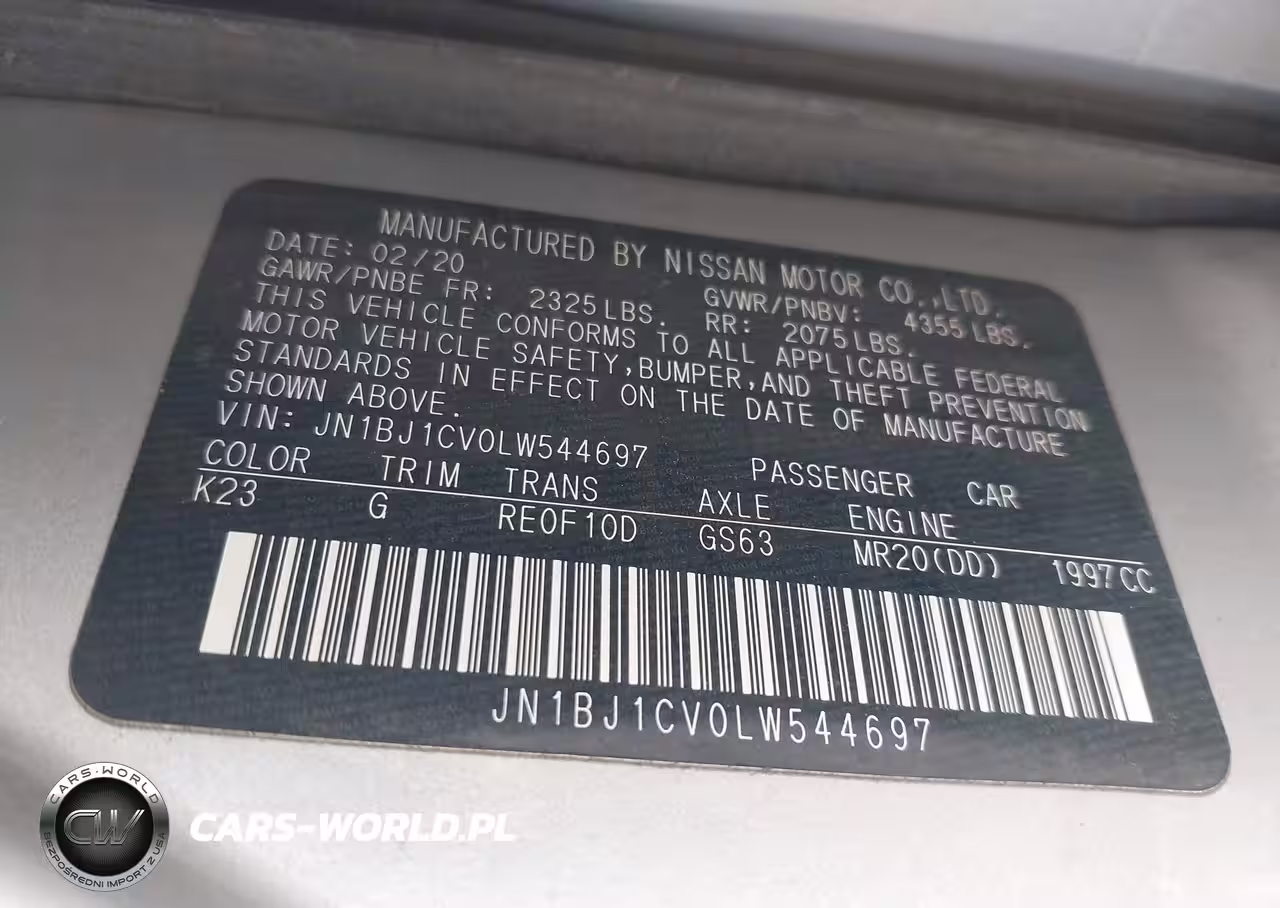 MANUFACTURED BY NISSAN MOTOR CO.,LTD.
DATE: 02/20 GVWR/PNBV: 4355LBS.
GAWR/PNBE FR: 2325LBS. RR: 2075LBS.
THIS VEHICLE CONFORMS TO ALL APPLICABLE FEDERAL
MOTOR VEHICLE SAFETY,BUMPER,AND THEFT PREVENTION
STANDARDS IN EFFECT ON THE DATE OF MANUFACTURE
SHOWN ABOVE.
VIN: JN1BJ1CV0LW544697 PASSENGER CAR
COLOR TRIM TRANS AXLE ENGINE
K23 G RE0F10D GS63 MR20(DD) 1997CC
JN1BJ1CV0LW544697
CARS-WORLD
CW
BEZPOŚREDNI IMPORT Z USA
CARS-WORLD.PL